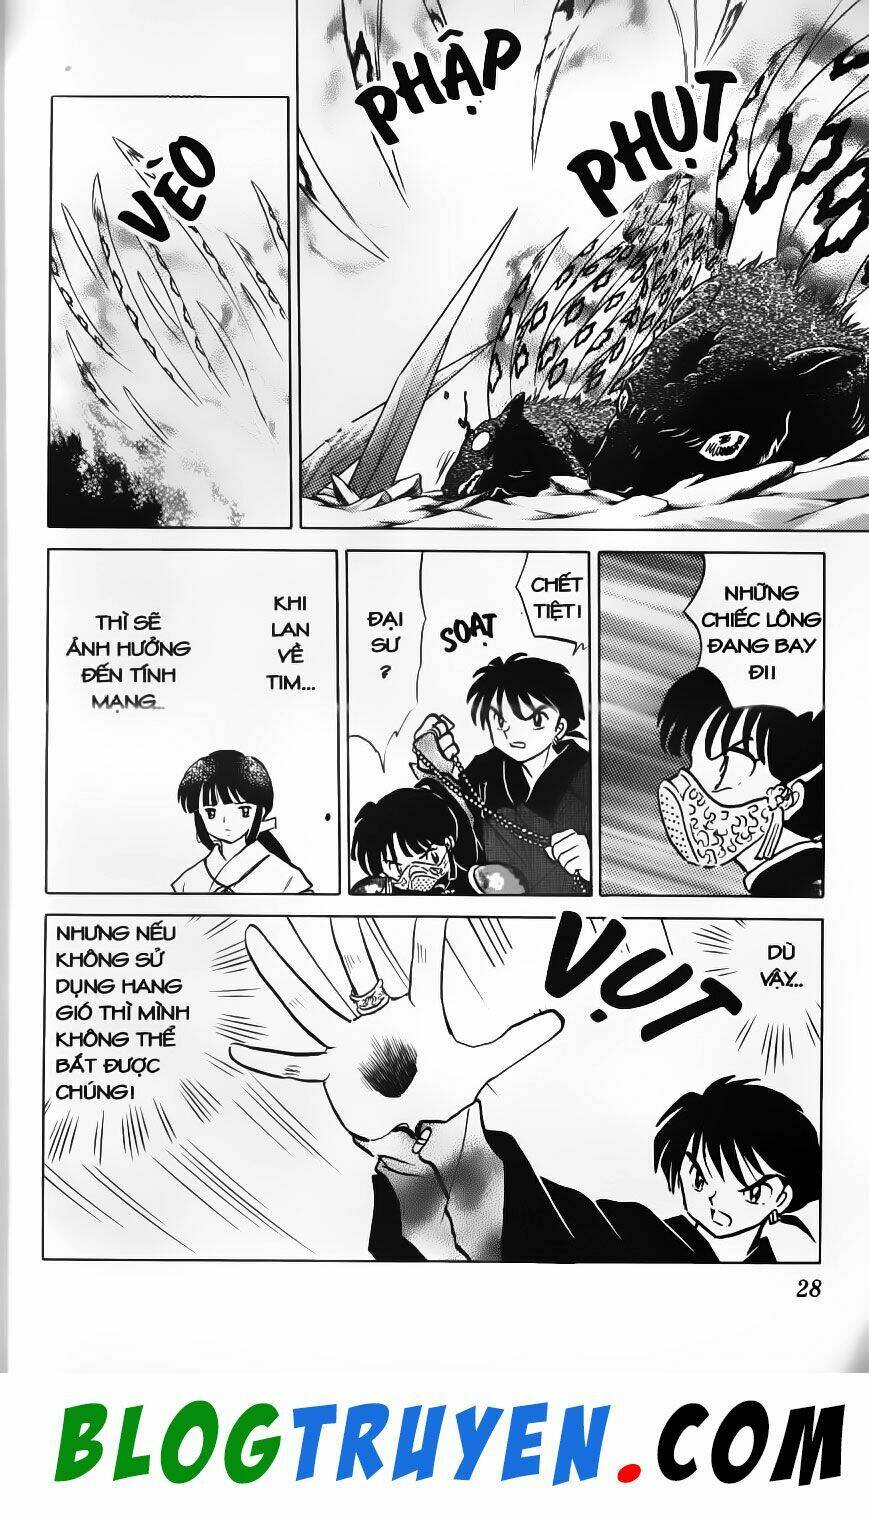 PHẬP
PHỤT
VÈO
NHỮNG
CHIẾC LÔNG
ĐANG BAY
ĐI!
CHẾT
TIỆT!
SOẠT
ĐẠI
SƯ
?
KHI
LAN
VỀ
TIM...
THÌ SẼ
ẢNH HƯỞNG
ĐẾN TÍNH
MẠNG...
DÙ
VẬY...
VỤT
NHƯNG NẾU
KHÔNG SỬ
DỤNG HANG
GIÓ THÌ MÌNH
KHÔNG THỂ
BẮT ĐƯỢC
CHÚNG!
28
BLOGTRUYEN.COM